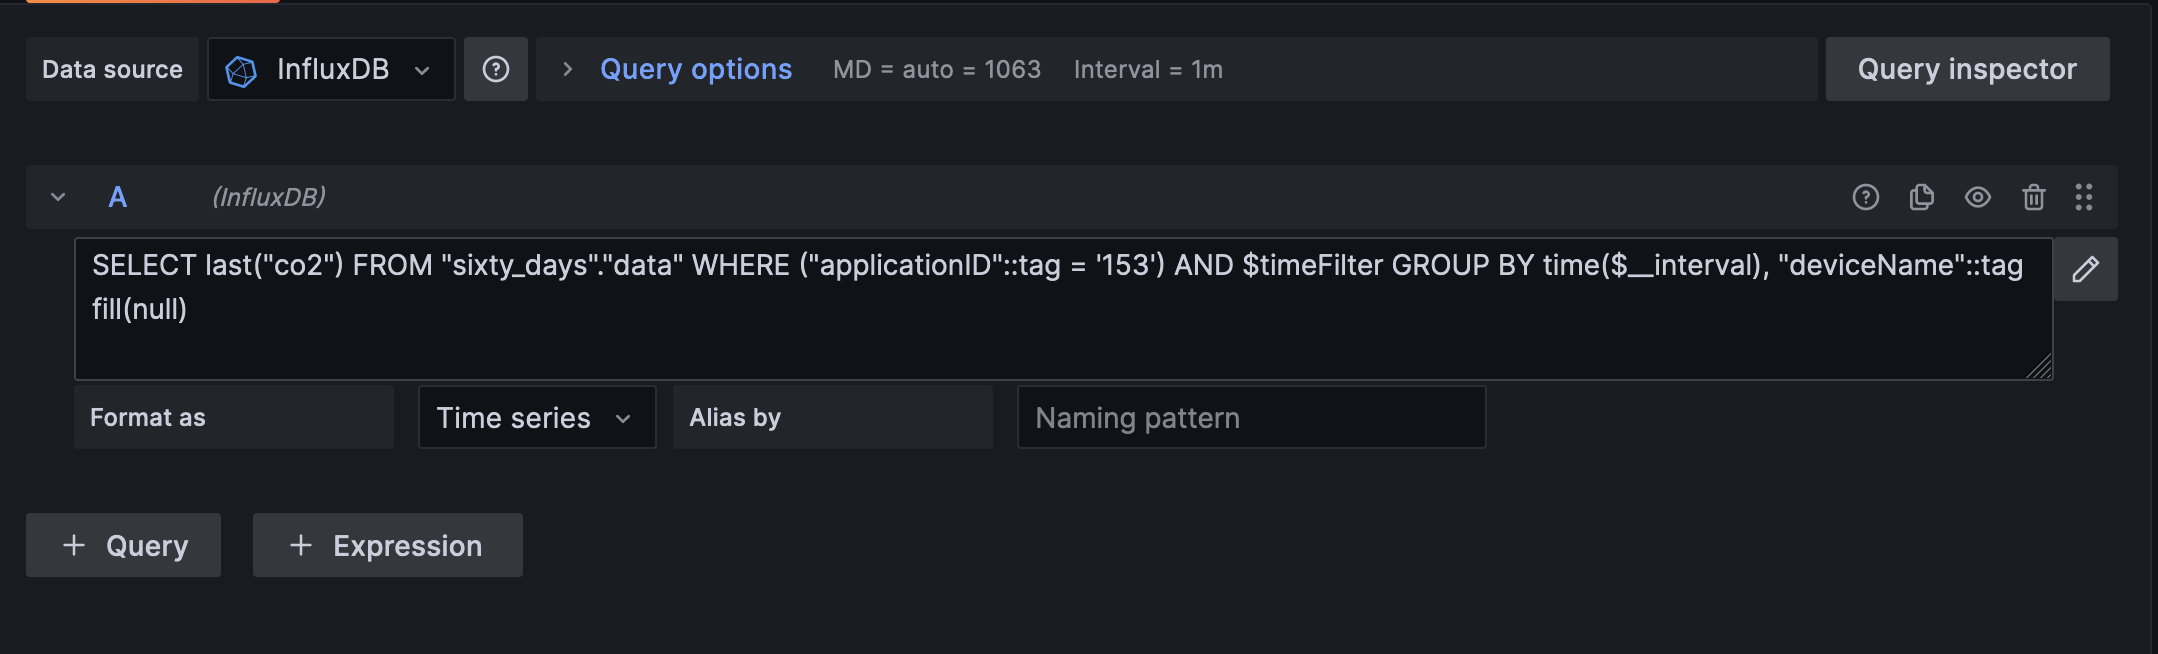 Data source InfluxDB Query options MD = auto = 1063 Interval = 1m Query inspector
A (InfluxDB)
SELECT last("co2") FROM "sixty_days"."data" WHERE ("applicationID"::tag = '153') AND $timeFilter GROUP BY time($__interval), "deviceName"::tag
fill(null)
Format as Time series Alias by Naming pattern
+ Query + Expression